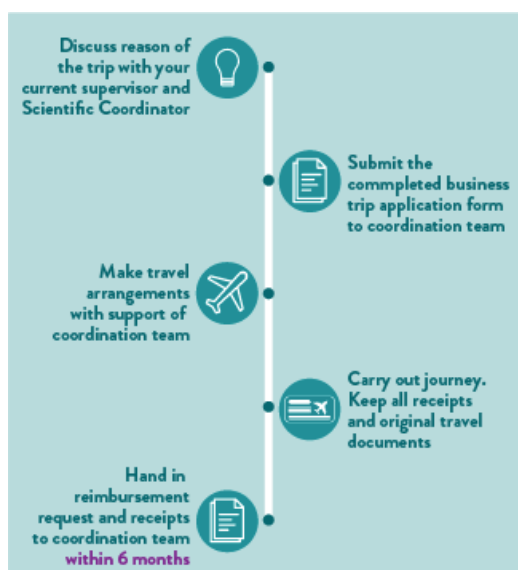 Discuss reason of
the trip with your
current supervisor and
Scientific Coordinator
Submit the
commpleted business
trip application form
to coordination team
Make travel
arrangements
with support of
coordination team
Carry out journey.
Keep all receipts
and original travel
documents
Hand in
reimbursement
request and receipts
to coordination team
within 6 months